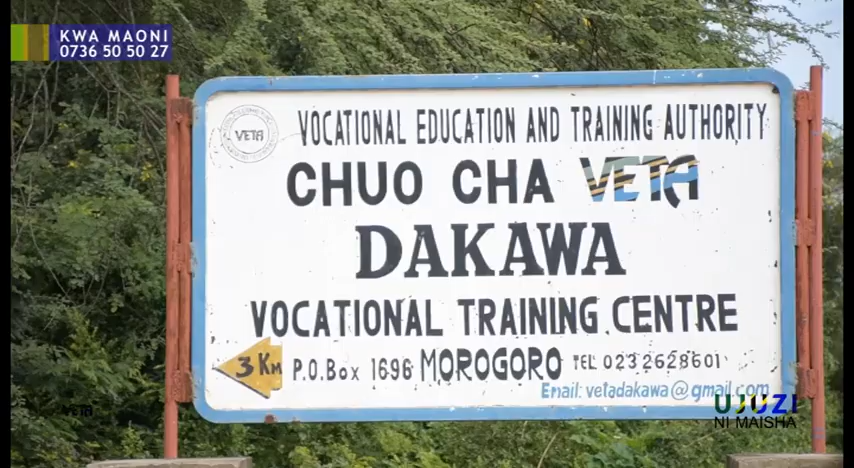 KWA MAONI
0736 50 50 27
VETA
VOCATIONAL EDUCATION AND TRAINING AUTHORITY
CHUO CHA VETA
DAKAWA
VOCATIONAL TRAINING CENTRE
3 KM P.O.Box 1696 MOROGORO TEL 023 2628601
Email: vetadakawa@gmail.com
UJUZI
NI MAISHA